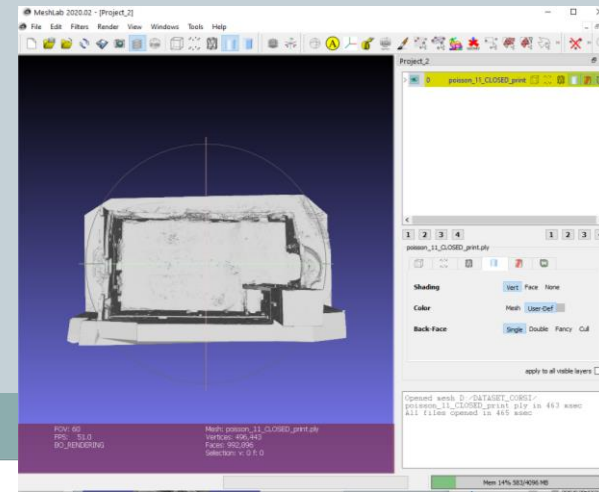 MeshLab 2020.02 - [Project_2]
File Edit Filters Render View Windows Tools Help
Project_2
0 poisson_11_CLOSED_print
1 2 3 4 1 2 3
poisson_11_CLOSED_print.ply
Shading Vert Face None
Color Mesh User-Def
Back-Face Single Double Fancy Cull
apply to all visible layers
Opened mesh D:/DATASET_CORSI/
poisson_11_CLOSED_print.ply in 463 msec
All files opened in 465 msec
FOV: 60
FPS: 51.0
BO_RENDERING
Mesh: poisson_11_CLOSED_print.ply
Vertices: 496,443
Faces: 992,896
Selection: v: 0 f: 0
Mem 14% 583/4096 MB